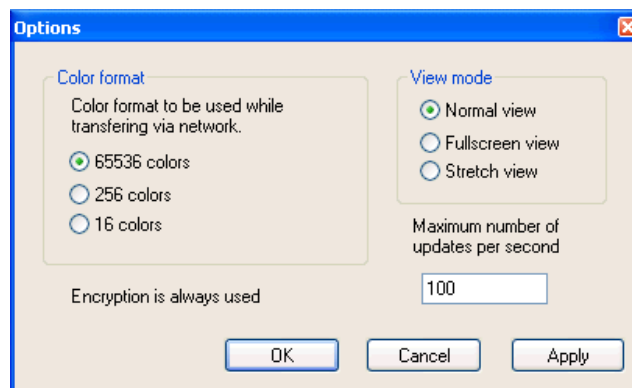 Options
Color format
Color format to be used while
transfering via network.
65536 colors
256 colors
16 colors
Encryption is always used
View mode
Normal view
Fullscreen view
Stretch view
Maximum number of
updates per second
100
OK
Cancel
Apply